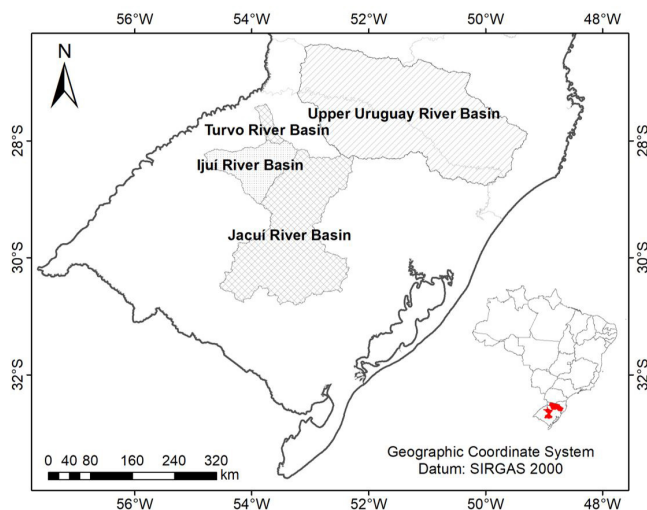 56°W 54°W 52°W 50°W 48°W
N
Upper Uruguay River Basin
Turvo River Basin
28°S 28°S
Ijuí River Basin
Jacuí River Basin
30°S 30°S
32°S 32°S
Geographic Coordinate System
Datum: SIRGAS 2000
0 40 80 160 240 320
km
56°W 54°W 52°W 50°W 48°W